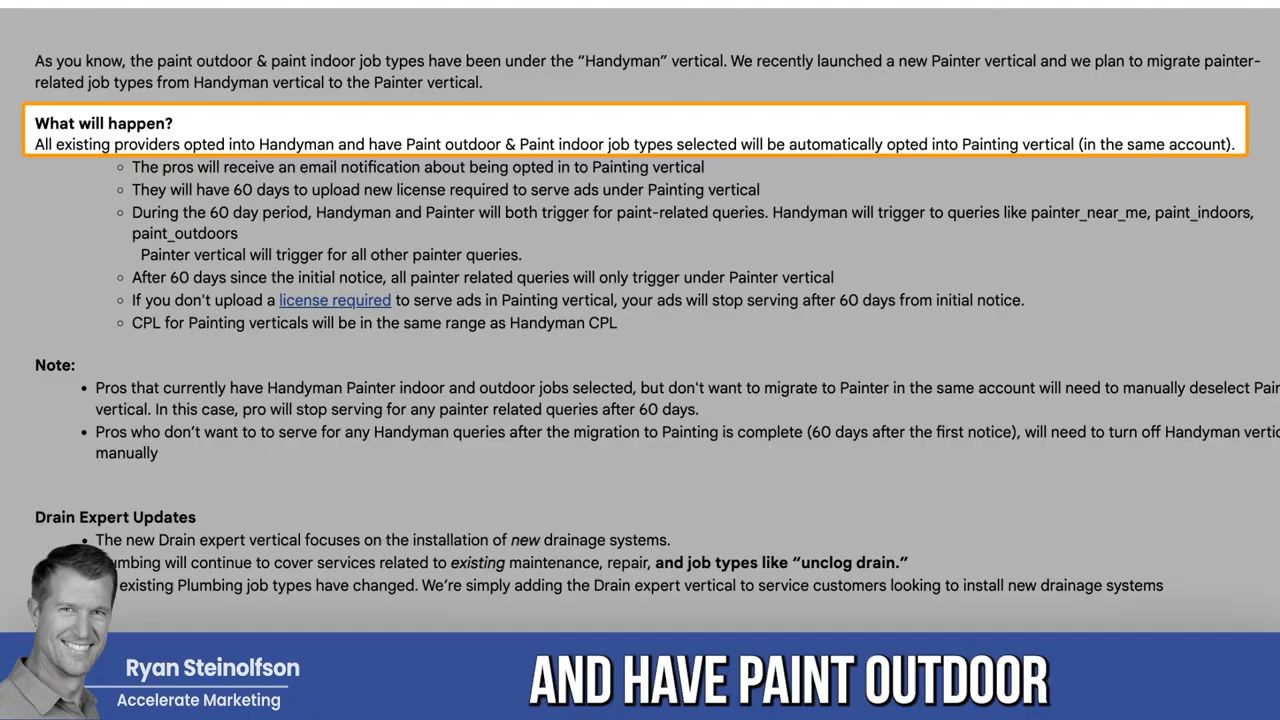 As you know, the paint outdoor & paint indoor job types have been under the “Handyman” vertical. We recently launched a new Painter vertical and we plan to migrate painter-
related job types from Handyman vertical to the Painter vertical.
What will happen?
All existing providers opted into Handyman and have Paint outdoor & Paint indoor job types selected will be automatically opted into Painting vertical (in the same account).
The pros will receive an email notification about being opted in to Painting vertical
They will have 60 days to upload new license required to serve ads under Painting vertical
During the 60 day period, Handyman and Painter will both trigger for paint-related queries. Handyman will trigger to queries like painter_near_me, paint_indoors,
paint_outdoors
Painter vertical will trigger for all other painter queries.
After 60 days since the initial notice, all painter related queries will only trigger under Painter vertical
If you don't upload a license required to serve ads in Painting vertical, your ads will stop serving after 60 days from initial notice.
CPL for Painting verticals will be in the same range as Handyman CPL
Note:
Pros that currently have Handyman Painter indoor and outdoor jobs selected, but don't want to migrate to Painter in the same account will need to manually deselect
vertical. In this case, pro will stop serving for any painter related queries after 60 days.
Pros who don’t want to to serve for any Handyman queries after the migration to Painting is complete (60 days after the first notice), will need to turn off Handyman
manually
Drain Expert Updates
The new Drain expert vertical focuses on the installation of new drainage systems.
will continue to cover services related to existing maintenance, repair, and job types like “unclog drain.”
existing Plumbing job types have changed. We’re simply adding the Drain expert vertical to service customers looking to install new drainage systems
Ryan Steinolfson
Accelerate Marketing
AND HAVE PAINT OUTDOOR